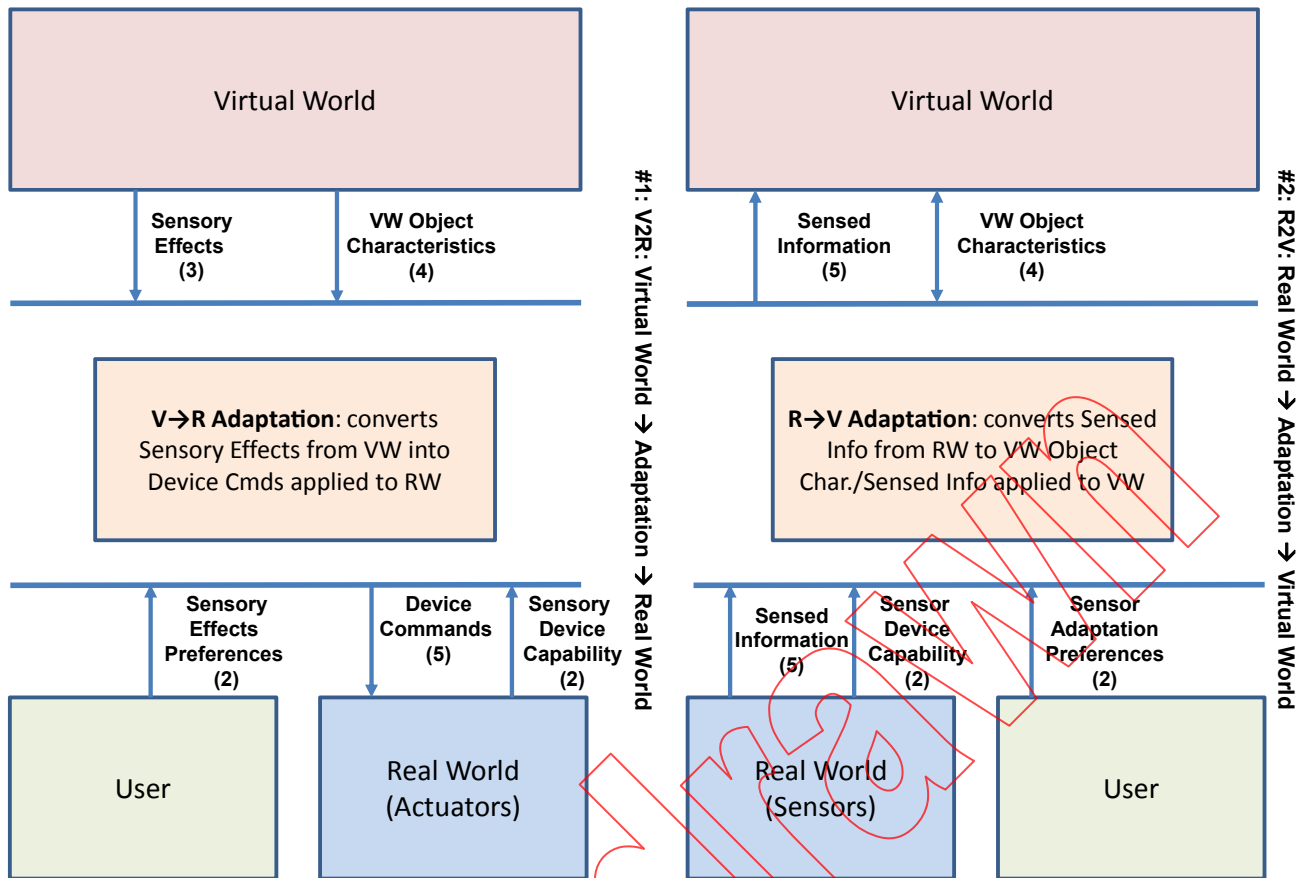 Virtual World
Sensory
Effects
(3)
VW Object
Characteristics
(4)
V→R Adaptation: converts
Sensory Effects from VW into
Device Cmds applied to RW
Sensory
Effects
Preferences
(2)
Device
Commands
(5)
Sensory
Device
Capability
(2)
User
Real World
(Actuators)
#1: V2R: Virtual World → Adaptation → Real World
Virtual World
Sensed
Information
(5)
VW Object
Characteristics
(4)
R→V Adaptation: converts Sensed
Info from RW to VW Object
Char./Sensed Info applied to VW
Sensed
Information
(5)
Sensor
Device
Capability
(2)
Sensor
Adaptation
Preferences
(2)
Real World
(Sensors)
User
#2: R2V: Real World → Adaptation → Virtual World